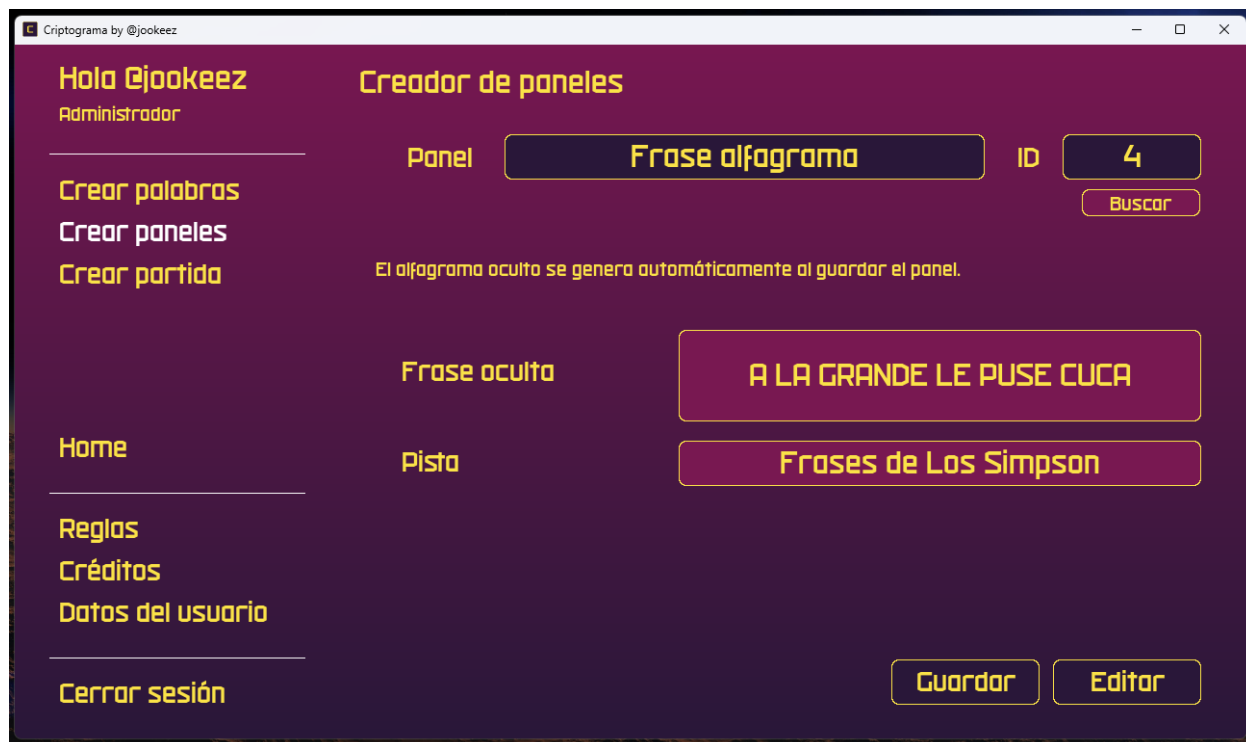 Criptograma by @jookeez
Hola @jookeez
Administrador
Crear palabras
Crear paneles
Crear partida
Home
Reglas
Créditos
Datos del usuario
Cerrar sesión
Creador de paneles
Panel Frase alfagrama ID 4
Buscar
El alfagrama oculto se genera automáticamente al guardar el panel.
Frase oculta A LA GRANDE LE PUSE CUCA
Pista Frases de Los Simpson
Guardar Editar